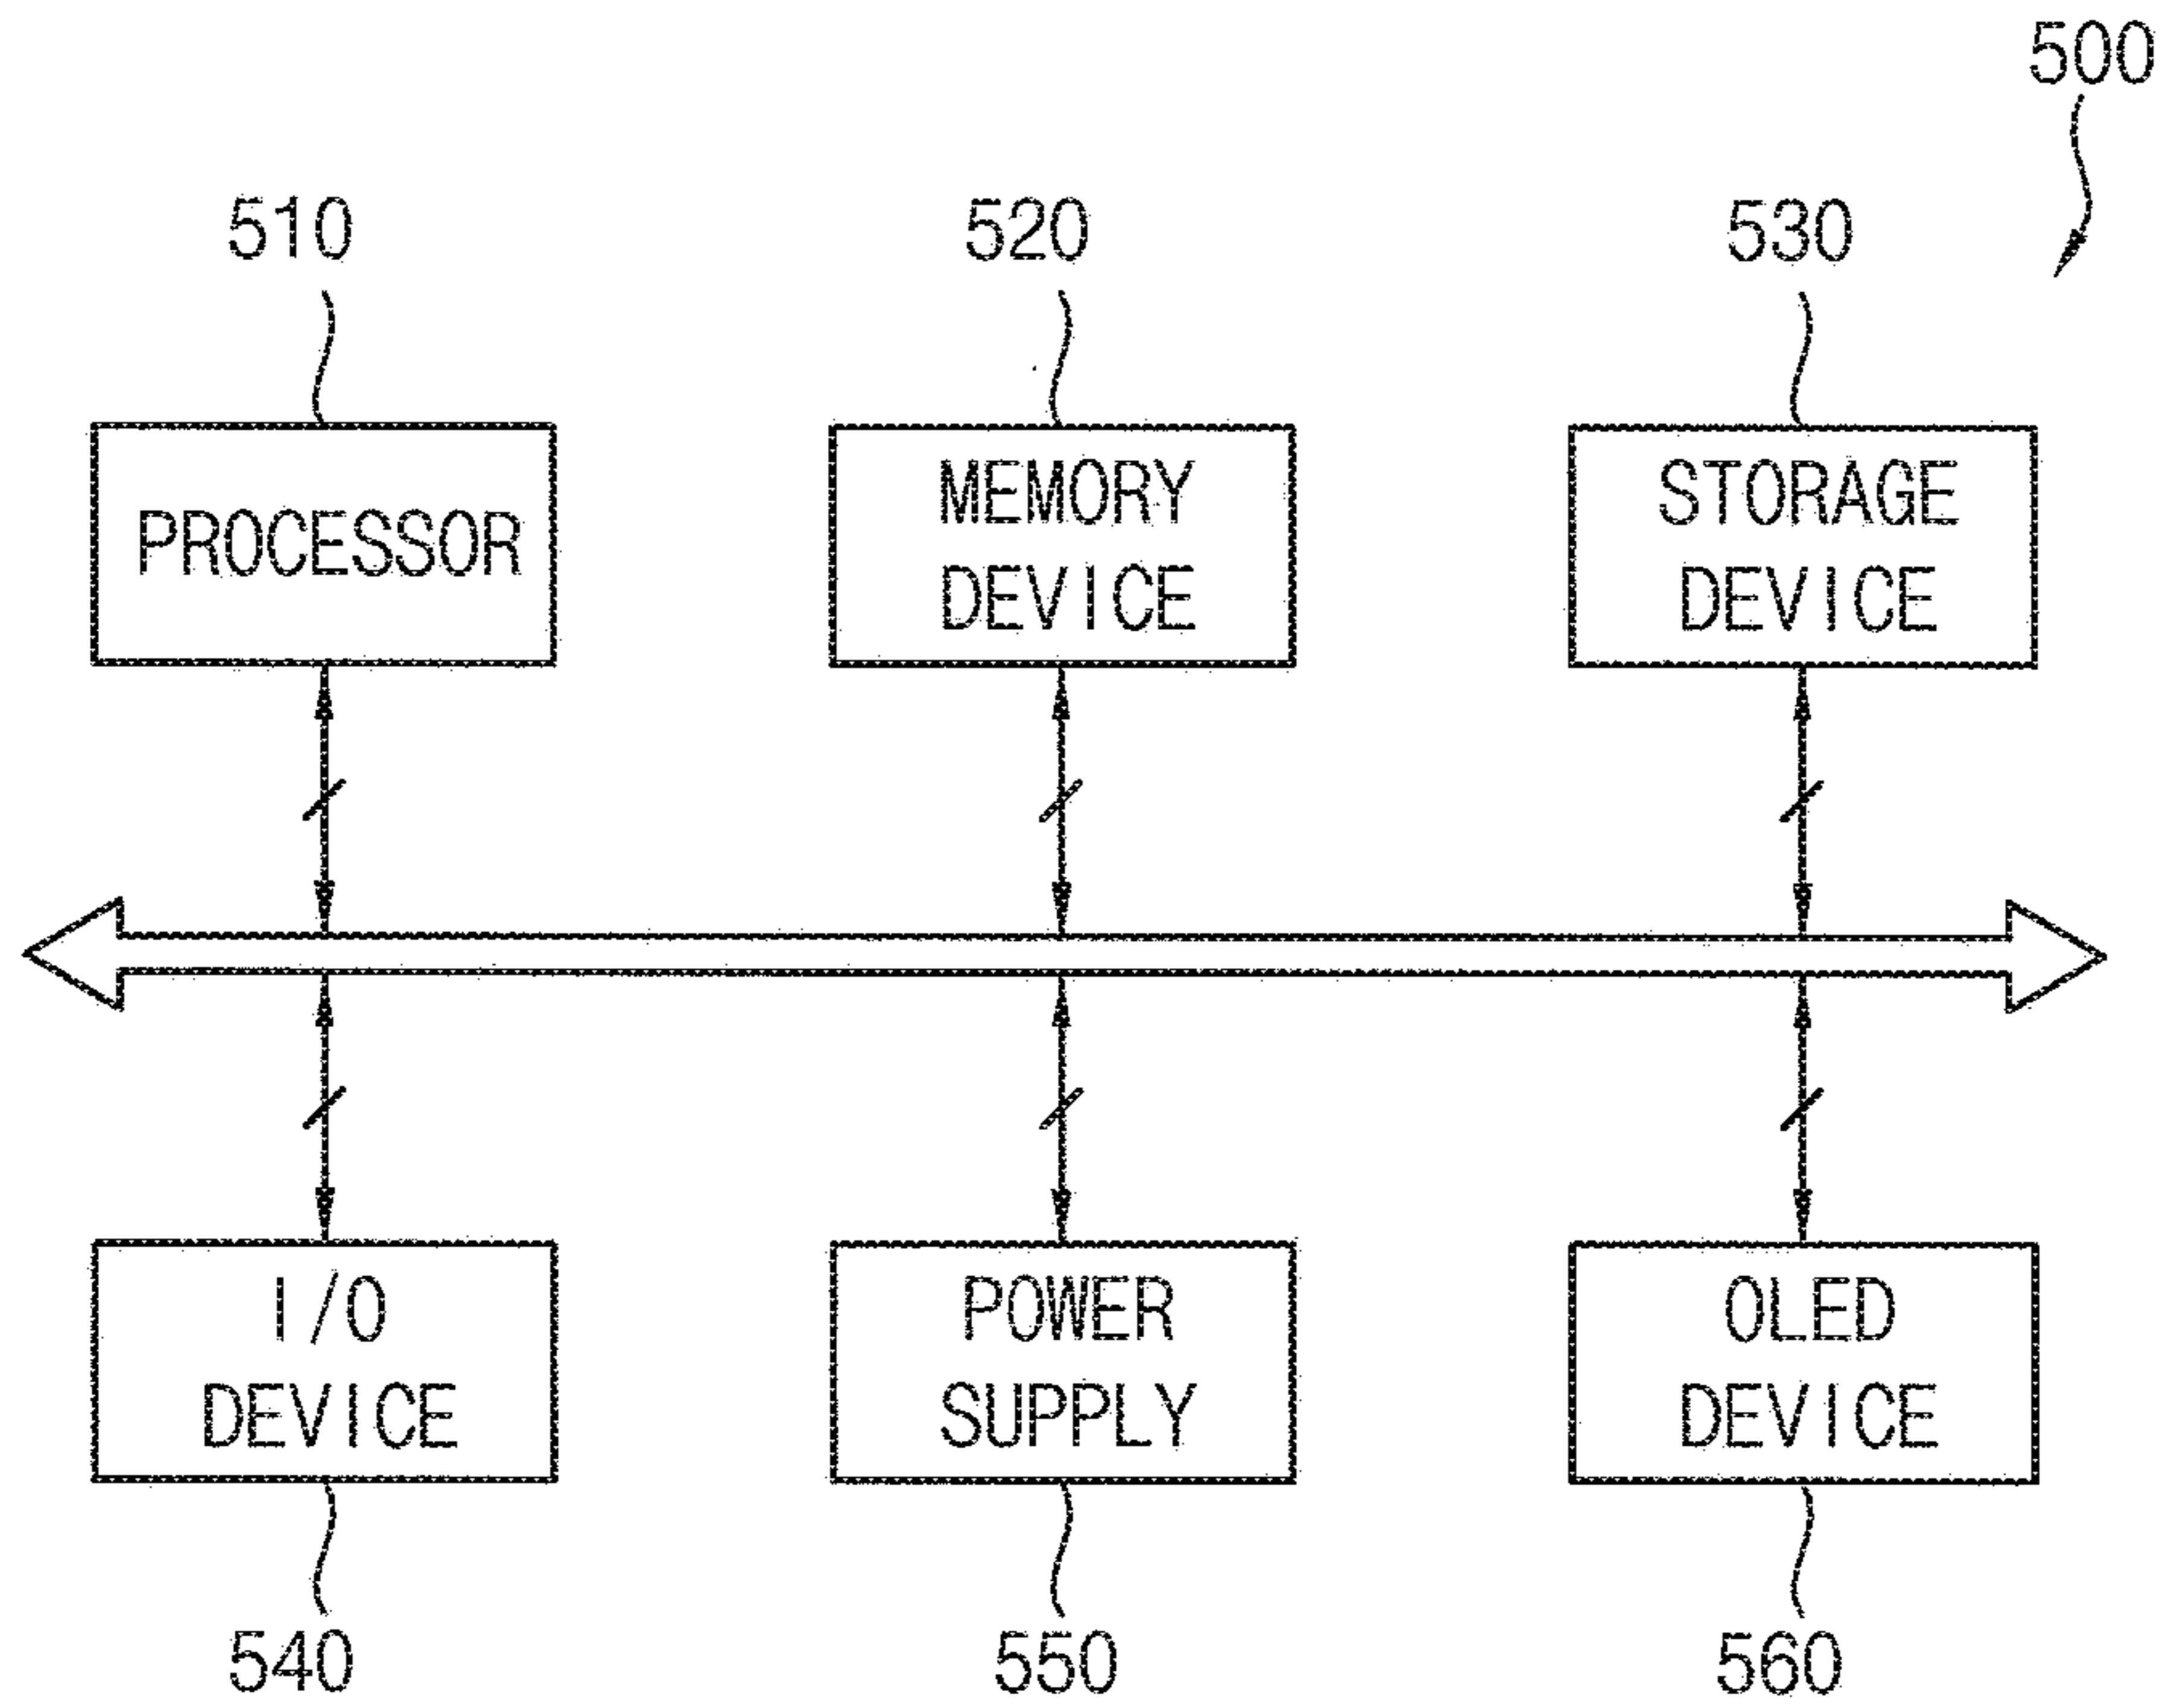 500
510
520
530
PROCESSOR
MEMORY
DEVICE
STORAGE
DEVICE
I/O
DEVICE
POWER
SUPPLY
OLED
DEVICE
540
550
560